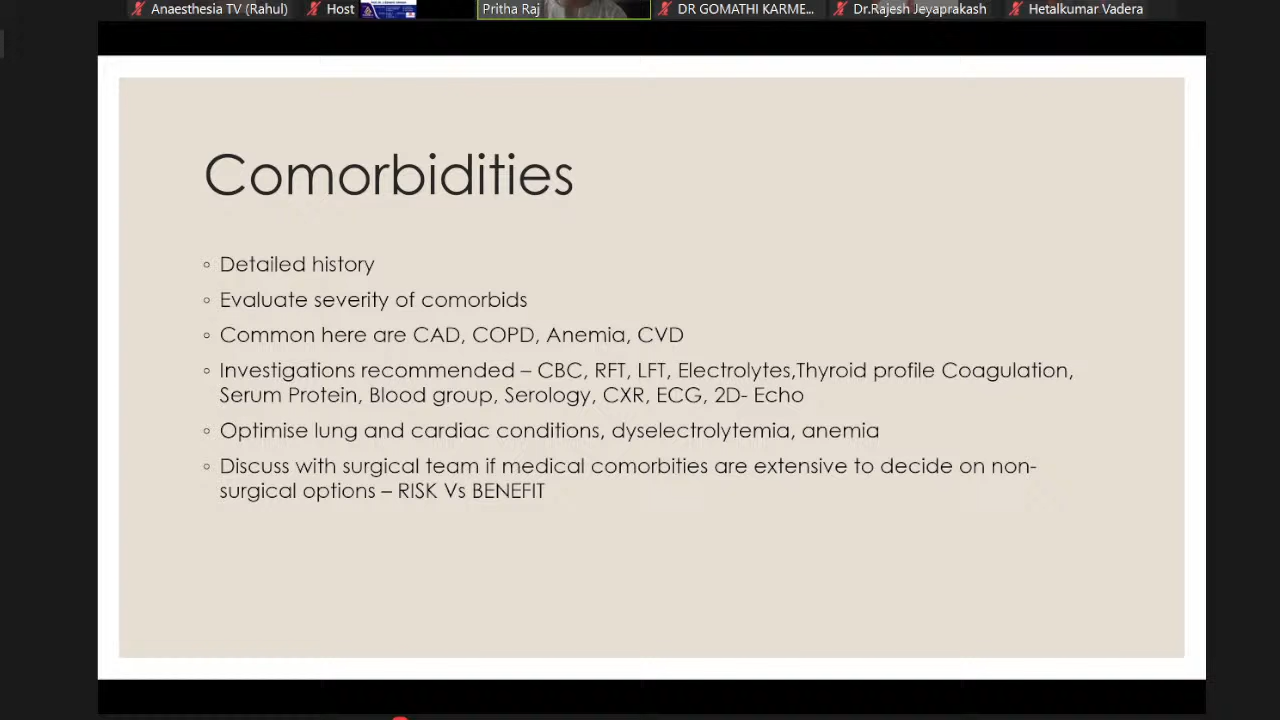 Anaesthesia TV (Rahul) Host Pritha Raj DR GOMATHI KARME... Dr.Rajesh Jeyaprakash Hetalkumar Vadera
Comorbidities
◦ Detailed history
◦ Evaluate severity of comorbids
◦ Common here are CAD, COPD, Anemia, CVD
◦ Investigations recommended – CBC, RFT, LFT, Electrolytes,Thyroid profile Coagulation,
Serum Protein, Blood group, Serology, CXR, ECG, 2D- Echo
◦ Optimise lung and cardiac conditions, dyselectrolytemia, anemia
◦ Discuss with surgical team if medical comorbities are extensive to decide on non-
surgical options – RISK Vs BENEFIT